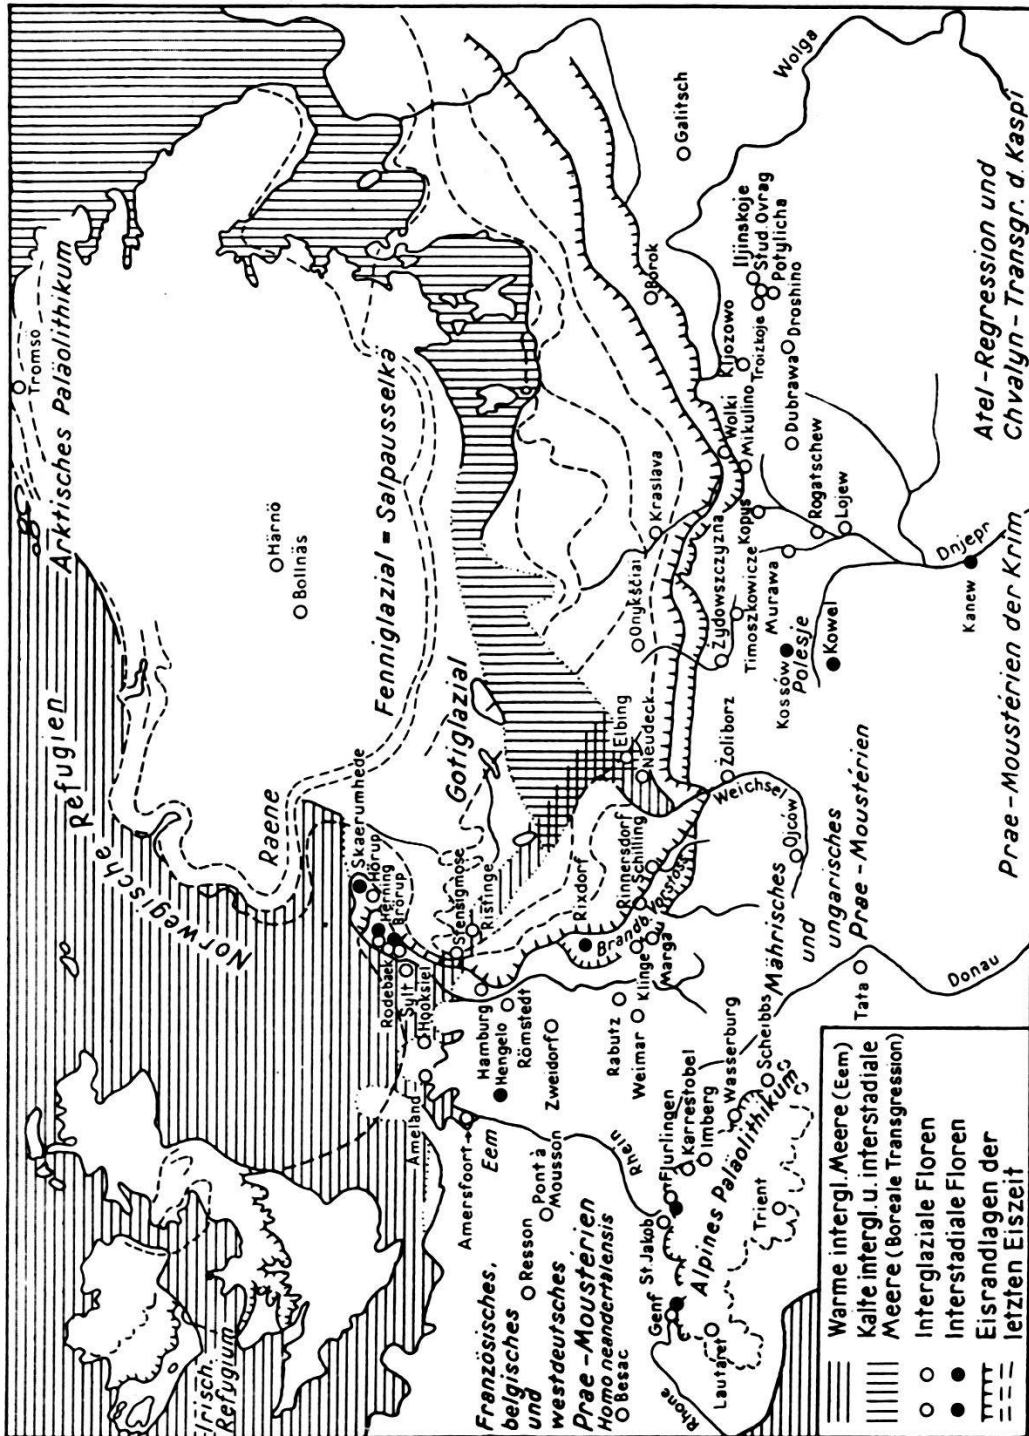 Tromsö
Arktisches Paläolithikum
Refugien
Norwegische
Härnö
Bollnäs
Fenniglazial = Salpausselka
Raene
Gotiglazial
Skaerumhede
Hörup
Herning
Brörup
Rodebaek
Sylt
Hooksiel
Stensigmose
Ristinge
Irisch.
Refugium
Ameland
Amersfoort
Eem
Hamburg
Hengelo
Römstedt
Zweidorf
Rixdorf
Brandb. Vorstoss
Rinnersdorf
Schilling
Klinge
Marga
Rabutz
Weimar
Elbing
Neudeck
Żoliborz
Weichsel
Onykščiai
Kraslava
Żydowszczyzna
Timoszkowicze
Kopys
Murawa
Kossów
Polesje
Kowel
Wolki
Mikulino
Rogatschew
Lojew
Dnjepr
Kanew
Borok
Galitsch
Wolga
Kljozowo
Iljinskoje
Stud. Ovrag
Potylicha
Troizkoje
Droshino
Dubrawa
Atel-Regression und
Chvalyn-Transgr. d. Kaspi
Prae-Moustérien der Krim
Ojców
Mährisches
und
ungarisches
Prae-Moustérien
Tata
Donau
Scheibbs
Wasserburg
Imberg
Karrestobel
Flurlingen
Rhein
St. Jakob
Genf
Alpines Paläolithikum
Trient
Lautaret
Rhone
Resson
Pont à
Mousson
Französisches,
belgisches
und
westdeutsches
Prae-Moustérien
Homo neandertalensis
Besac
Warme intergl. Meere (Eem)
Kalte intergl. u. interstadiale
Meere (Boreale Transgression)
Interglaziale Floren
Interstadiale Floren
Eisrandlagen der
letzten Eiszeit